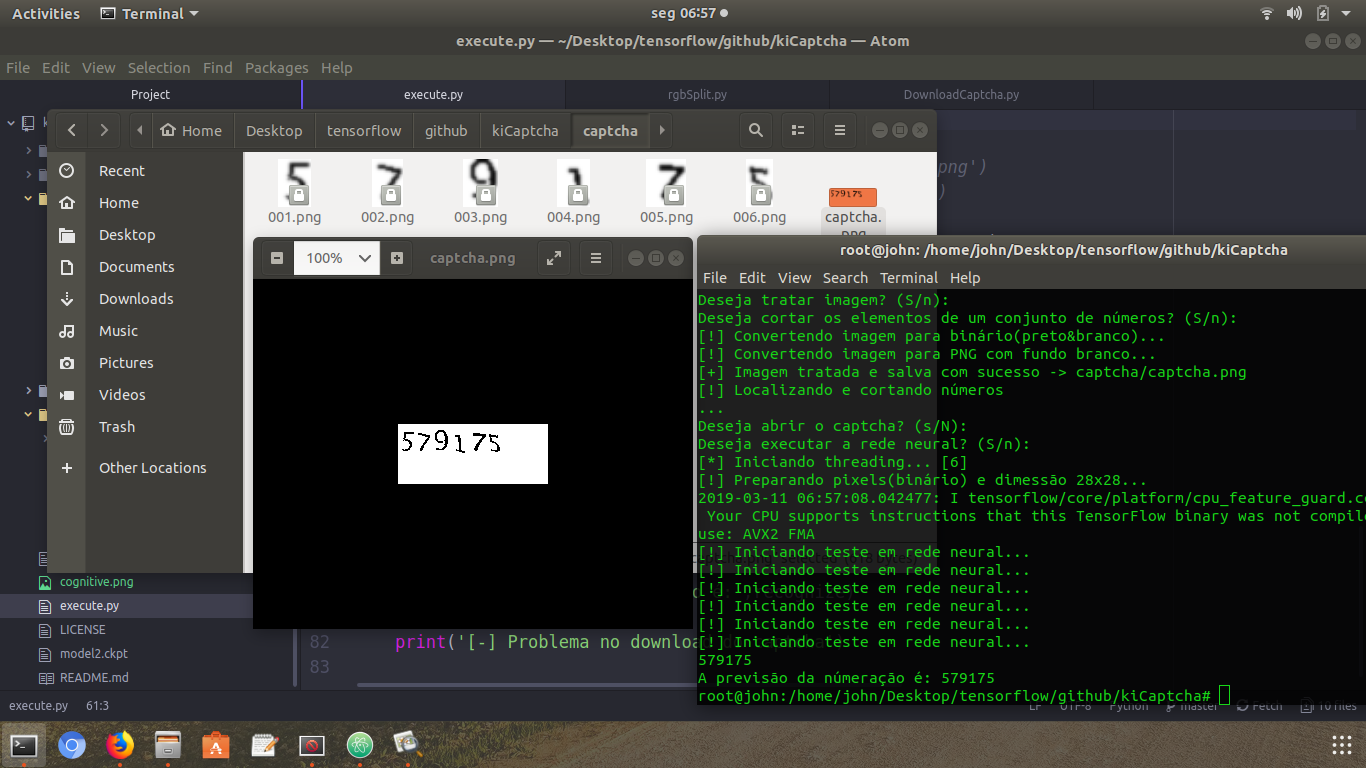 Activities Terminal seg 06:57
execute.py — ~/Desktop/tensorflow/github/kiCaptcha — Atom
File Edit View Selection Find Packages Help
Project execute.py rgbSplit.py DownloadCaptcha.py
Home Desktop tensorflow github kiCaptcha captcha
Recent
Home
Desktop
Documents
Downloads
Music
Pictures
Videos
Trash
Other Locations
5 7 9 1 7 5 579175
001.png 002.png 003.png 004.png 005.png 006.png captcha.
png')
)
100% captcha.png
579175
root@john: /home/john/Desktop/tensorflow/github/kiCaptcha
File Edit View Search Terminal Help
Deseja tratar imagem? (S/n):
Deseja cortar os elementos de um conjunto de números? (S/n):
[!] Convertendo imagem para binário(preto&branco)...
[!] Convertendo imagem para PNG com fundo branco...
[+] Imagem tratada e salva com sucesso -> captcha/captcha.png
[!] Localizando e cortando números
...
Deseja abrir o captcha? (s/N):
Deseja executar a rede neural? (S/n):
[*] Iniciando threading... [6]
[!] Preparando pixels(binário) e dimessão 28x28...
2019-03-11 06:57:08.042477: I tensorflow/core/platform/cpu_feature_guard.c
Your CPU supports instructions that this TensorFlow binary was not compile
use: AVX2 FMA
[!] Iniciando teste em rede neural...
[!] Iniciando teste em rede neural...
[!] Iniciando teste em rede neural...
[!] Iniciando teste em rede neural...
[!] Iniciando teste em rede neural...
[!] Iniciando teste em rede neural...
579175
A previsão da númeração é: 579175
root@john:/home/john/Desktop/tensorflow/github/kiCaptcha#
cognitive.png
execute.py
LICENSE
model2.ckpt
README.md
82 print('[-] Problema no downloa
83
execute.py 61:3 LF UTF-8 Python master Fetch 10 files